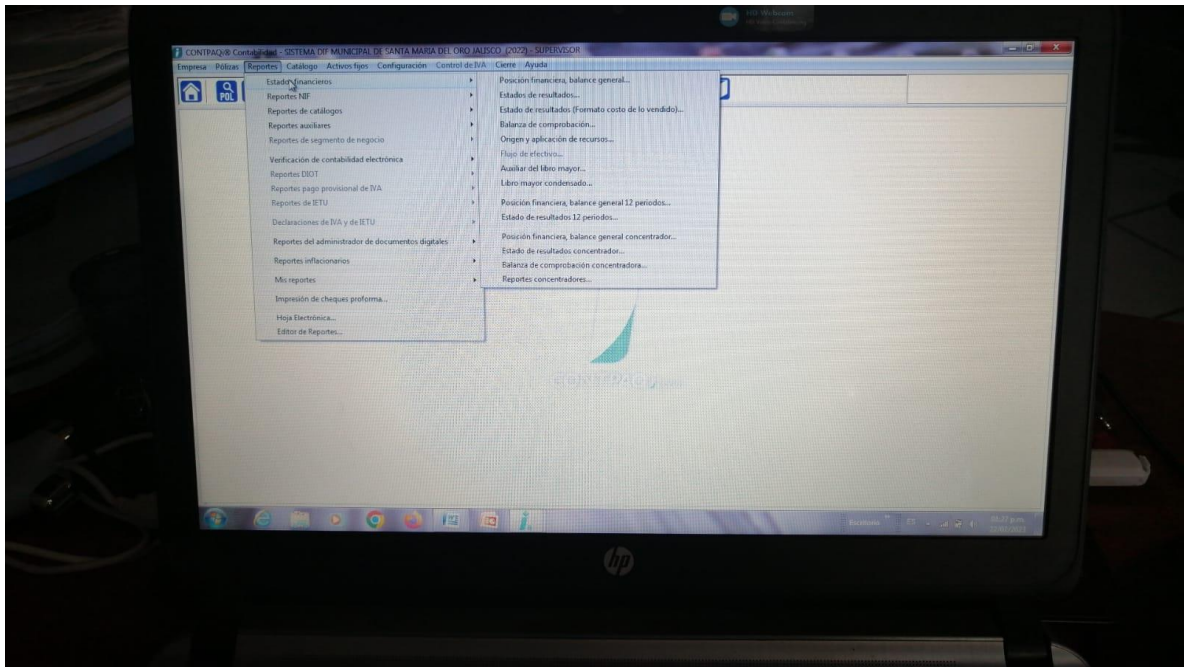 HD Webcam
CONTPAQ i® Contabilidad - SISTEMA DIF MUNICIPAL DE SANTA MARIA DEL ORO JALISCO (2022) - SUPERVISOR
Empresa Pólizas Reportes Catálogo Activos fijos Configuración Control de IVA Cierre Ayuda
POL
Estados financieros
Reportes NIF
Reportes de catálogos
Reportes auxiliares
Reportes de segmento de negocio
Verificación de contabilidad electrónica
Reportes DIOT
Reportes pago provisional de IVA
Reportes de IETU
Declaraciones de IVA y de IETU
Reportes del administrador de documentos digitales
Reportes inflacionarios
Mis reportes
Impresión de cheques proforma...
Hoja Electrónica...
Editor de Reportes...
Posición financiera, balance general...
Estados de resultados...
Estado de resultados (Formato costo de lo vendido)...
Balanza de comprobación...
Origen y aplicación de recursos...
Flujo de efectivo...
Auxiliar del libro mayor...
Libro mayor condensado...
Posición financiera, balance general 12 periodos...
Estado de resultados 12 periodos...
Posición financiera, balance general concentrador...
Estado de resultados concentrador...
Balanza de comprobación concentradora...
Reportes concentradores...
CONTPAQ i
Escritorio
ES
hp